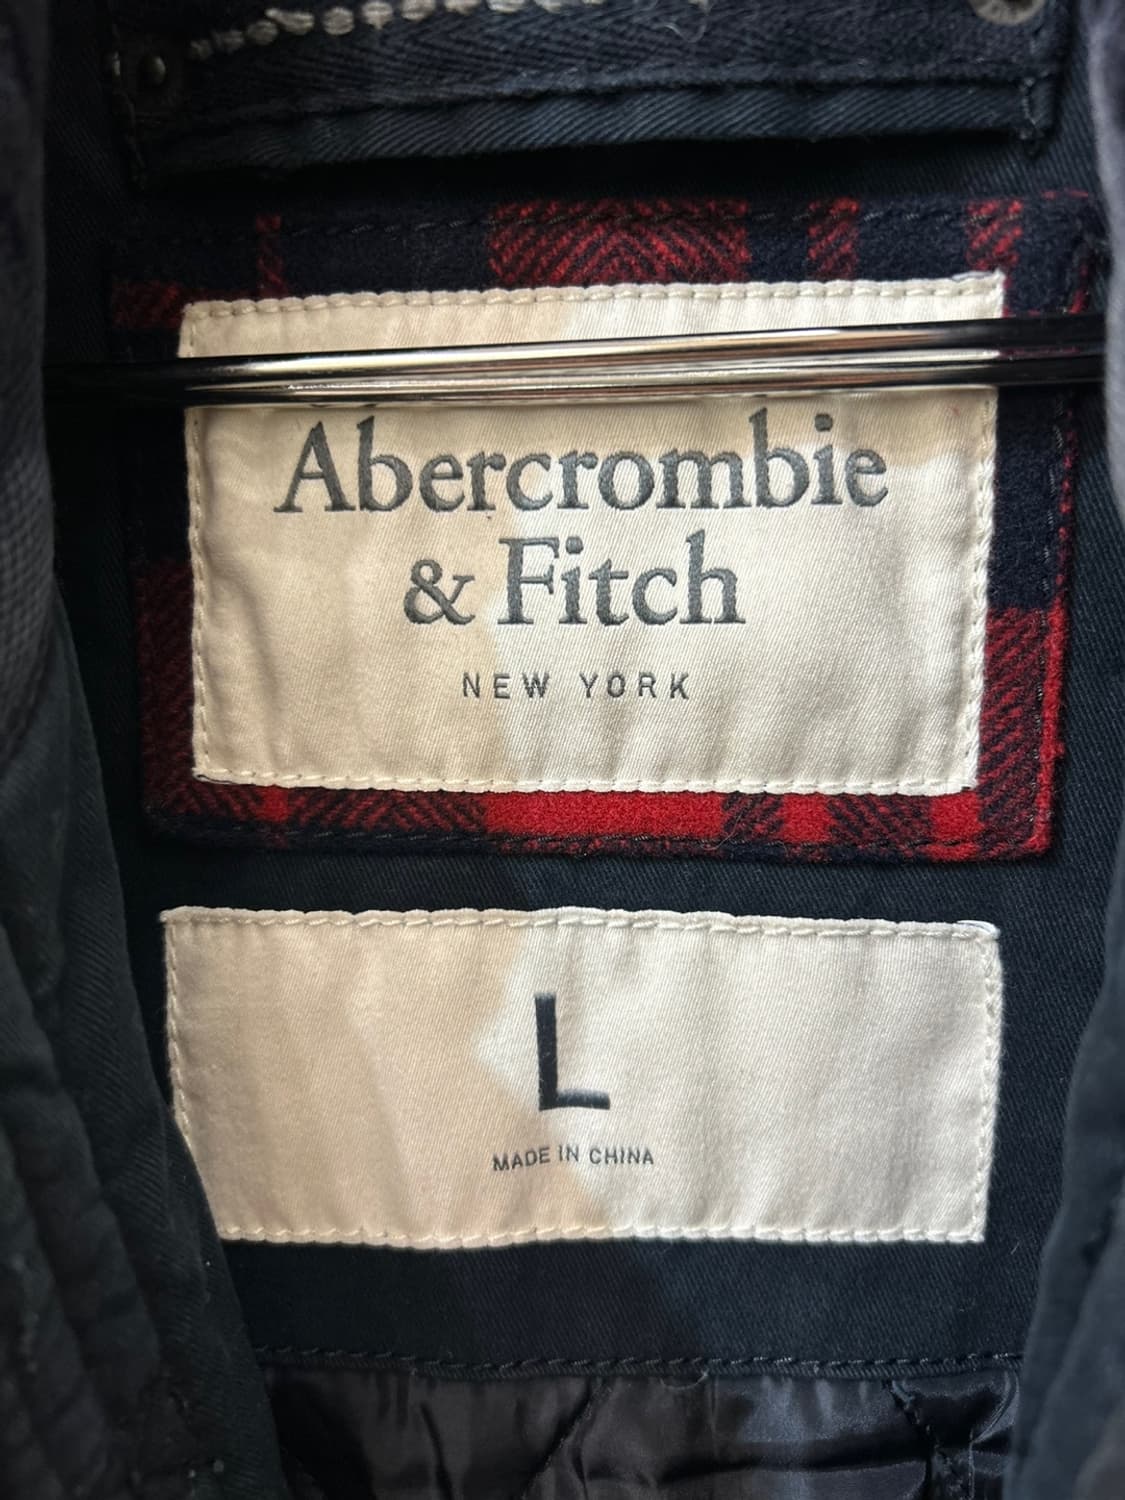 Abercrombie
& Fitch
NEW YORK
L
MADE IN CHINA